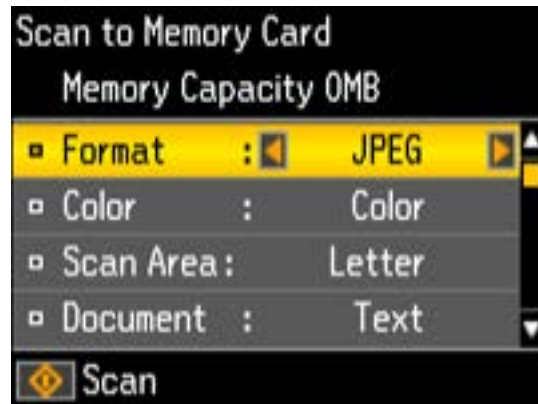 Scan to Memory Card
Memory Capacity 0MB
Format : JPEG
Color : Color
Scan Area: Letter
Document : Text
Scan